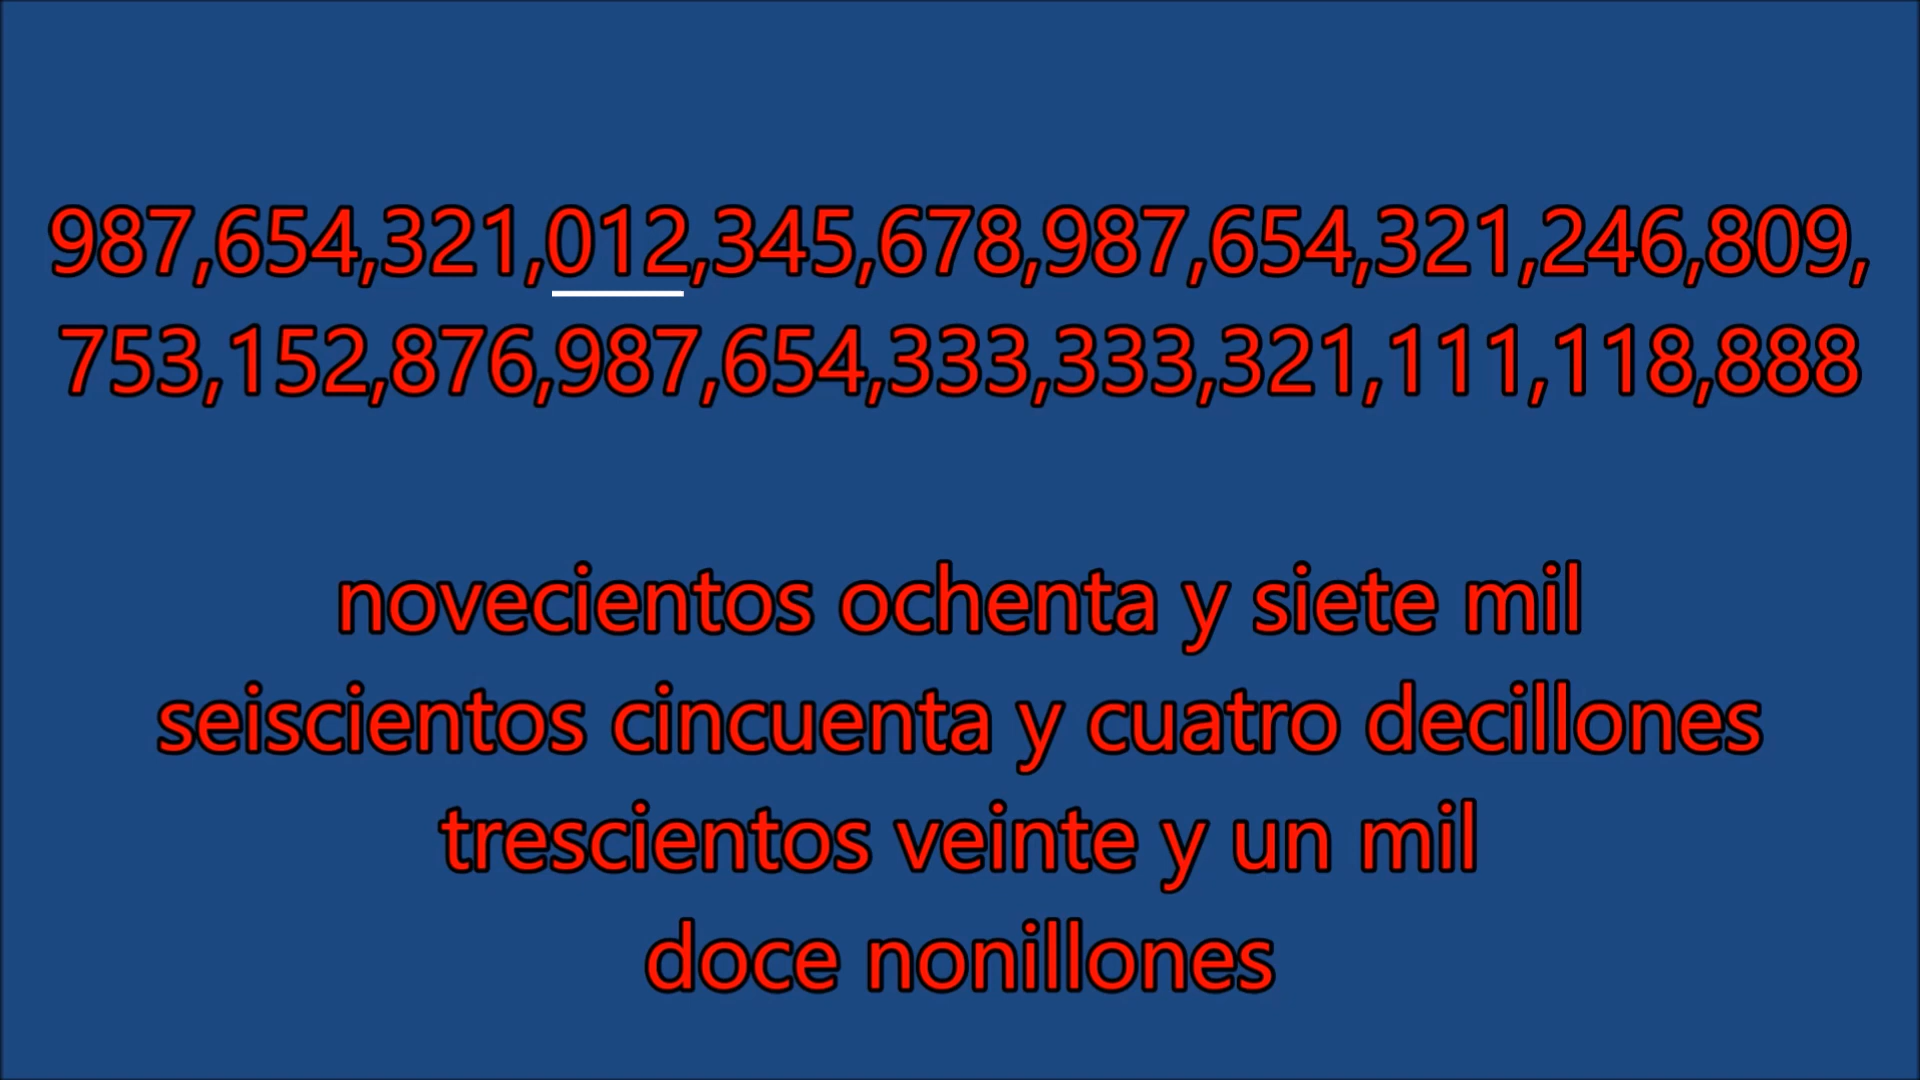 987,654,321,012,345,678,987,654,321,246,809,
753,152,876,987,654,333,333,321,111,118,888
novecientos ochenta y siete mil
seiscientos cincuenta y cuatro decillones
trescientos veinte y un mil
doce nonillones